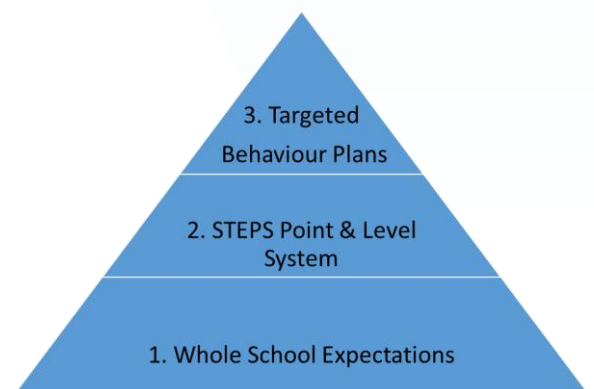 3. Targeted
Behaviour Plans
2. STEPS Point & Level
System
1. Whole School Expectations